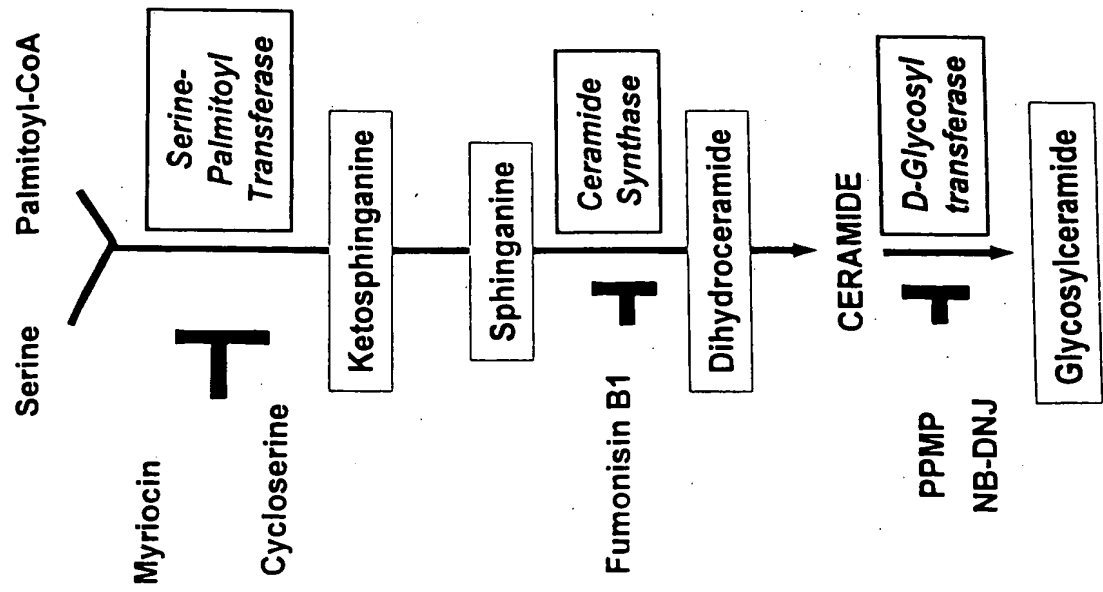 Serine
Palmitoyl-CoA
Myriocin
Cycloserine
Serine-
Palmitoyl
Transferase
Ketosphinganine
Sphinganine
Fumonisin B1
Ceramide
Synthase
Dihydroceramide
CERAMIDE
PPMP
NB-DNJ
D-Glycosyl
transferase
Glycosylceramide